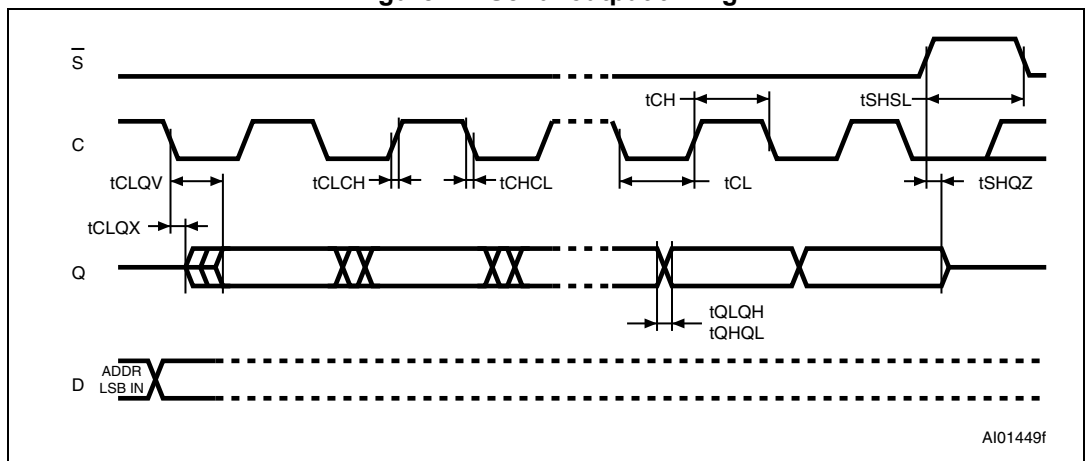 S
tCH
tSHSL
C
tCLQV
tCLCH
tCHCL
tCL
tSHQZ
tCLQX
Q
tQLQH
tQHQL
D
ADDR
LSB IN
AI01449f